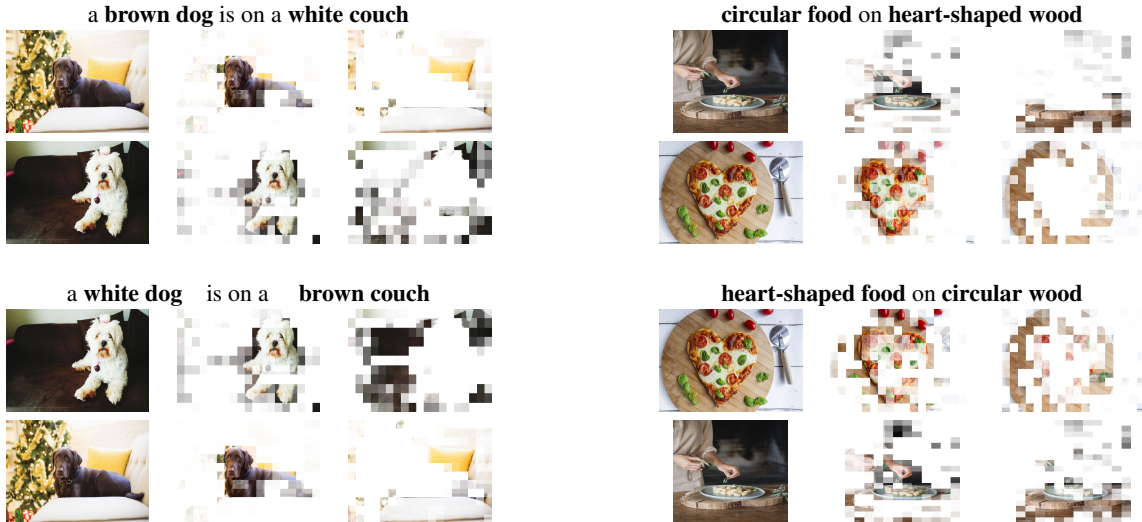 a brown dog is on a white couch
circular food on heart-shaped wood
a white dog is on a brown couch
heart-shaped food on circular wood